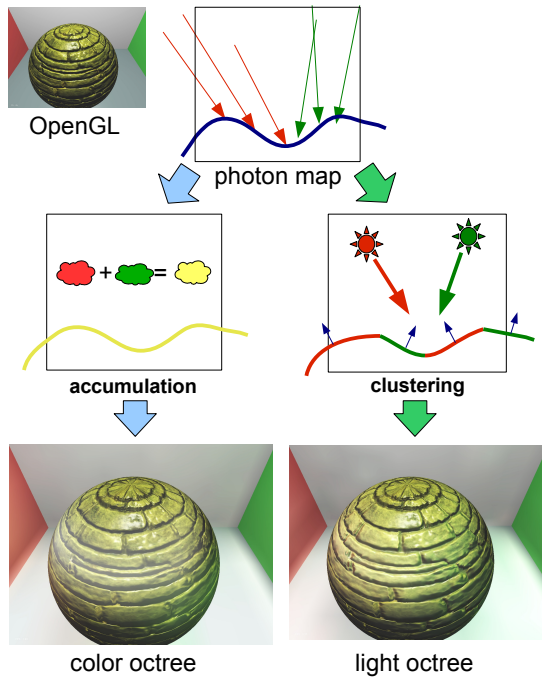 OpenGL
photon map
+ =
accumulation
clustering
color octree
light octree